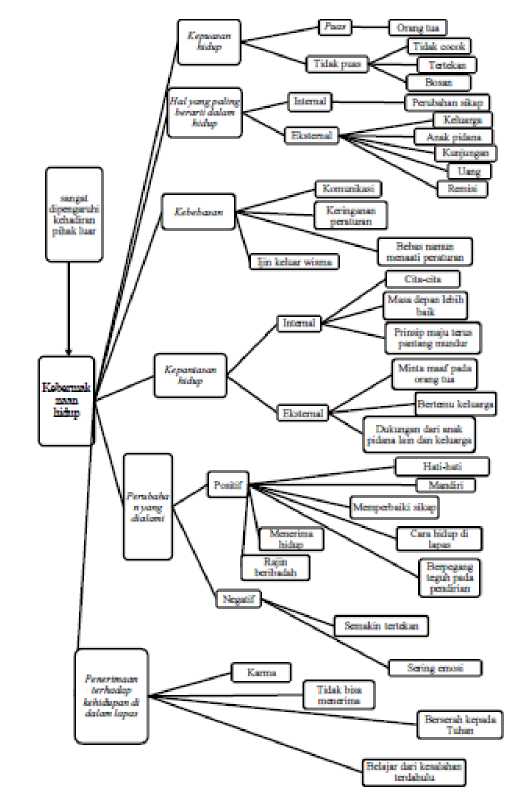 Kepuasan
hidup
Puas
Orang tua
Tidak puas
Tidak cocok
Tertekan
Bosan
Hal yang paling
berarti dalam
hidup
Internal
Perubahan sikap
Eksternal
Keluarga
Anak pidana
Kunjungan
Uang
Remisi
sangat
dipengaruhi
kehadiran
pihak luar
Kebebasan
Komunikasi
Keringanan
peraturan
Bebas namun
menaati peraturan
Ijin keluar wisma
Kebermak
naan
hidup
Kepantasan
hidup
Internal
Cita-cita
Masa depan lebih
baik
Prinsip maju terus
pantang mundur
Eksternal
Minta maaf pada
orang tua
Bertemu keluarga
Dukungan dari anak
pidana lain dan keluarga
Perubaha
n yang
dialami
Positif
Hati-hati
Mandiri
Memperbaiki sikap
Cara hidup di
lapas
Berpegang
teguh pada
pendirian
Menerima
hidup
Rajin
beribadah
Negatif
Semakin tertekan
Sering emosi
Penerimaan
terhadap
kehidupan di
dalam lapas
Karma
Tidak bisa
menerima
Berserah kepada
Tuhan
Belajar dari kesalahan
terdahulu